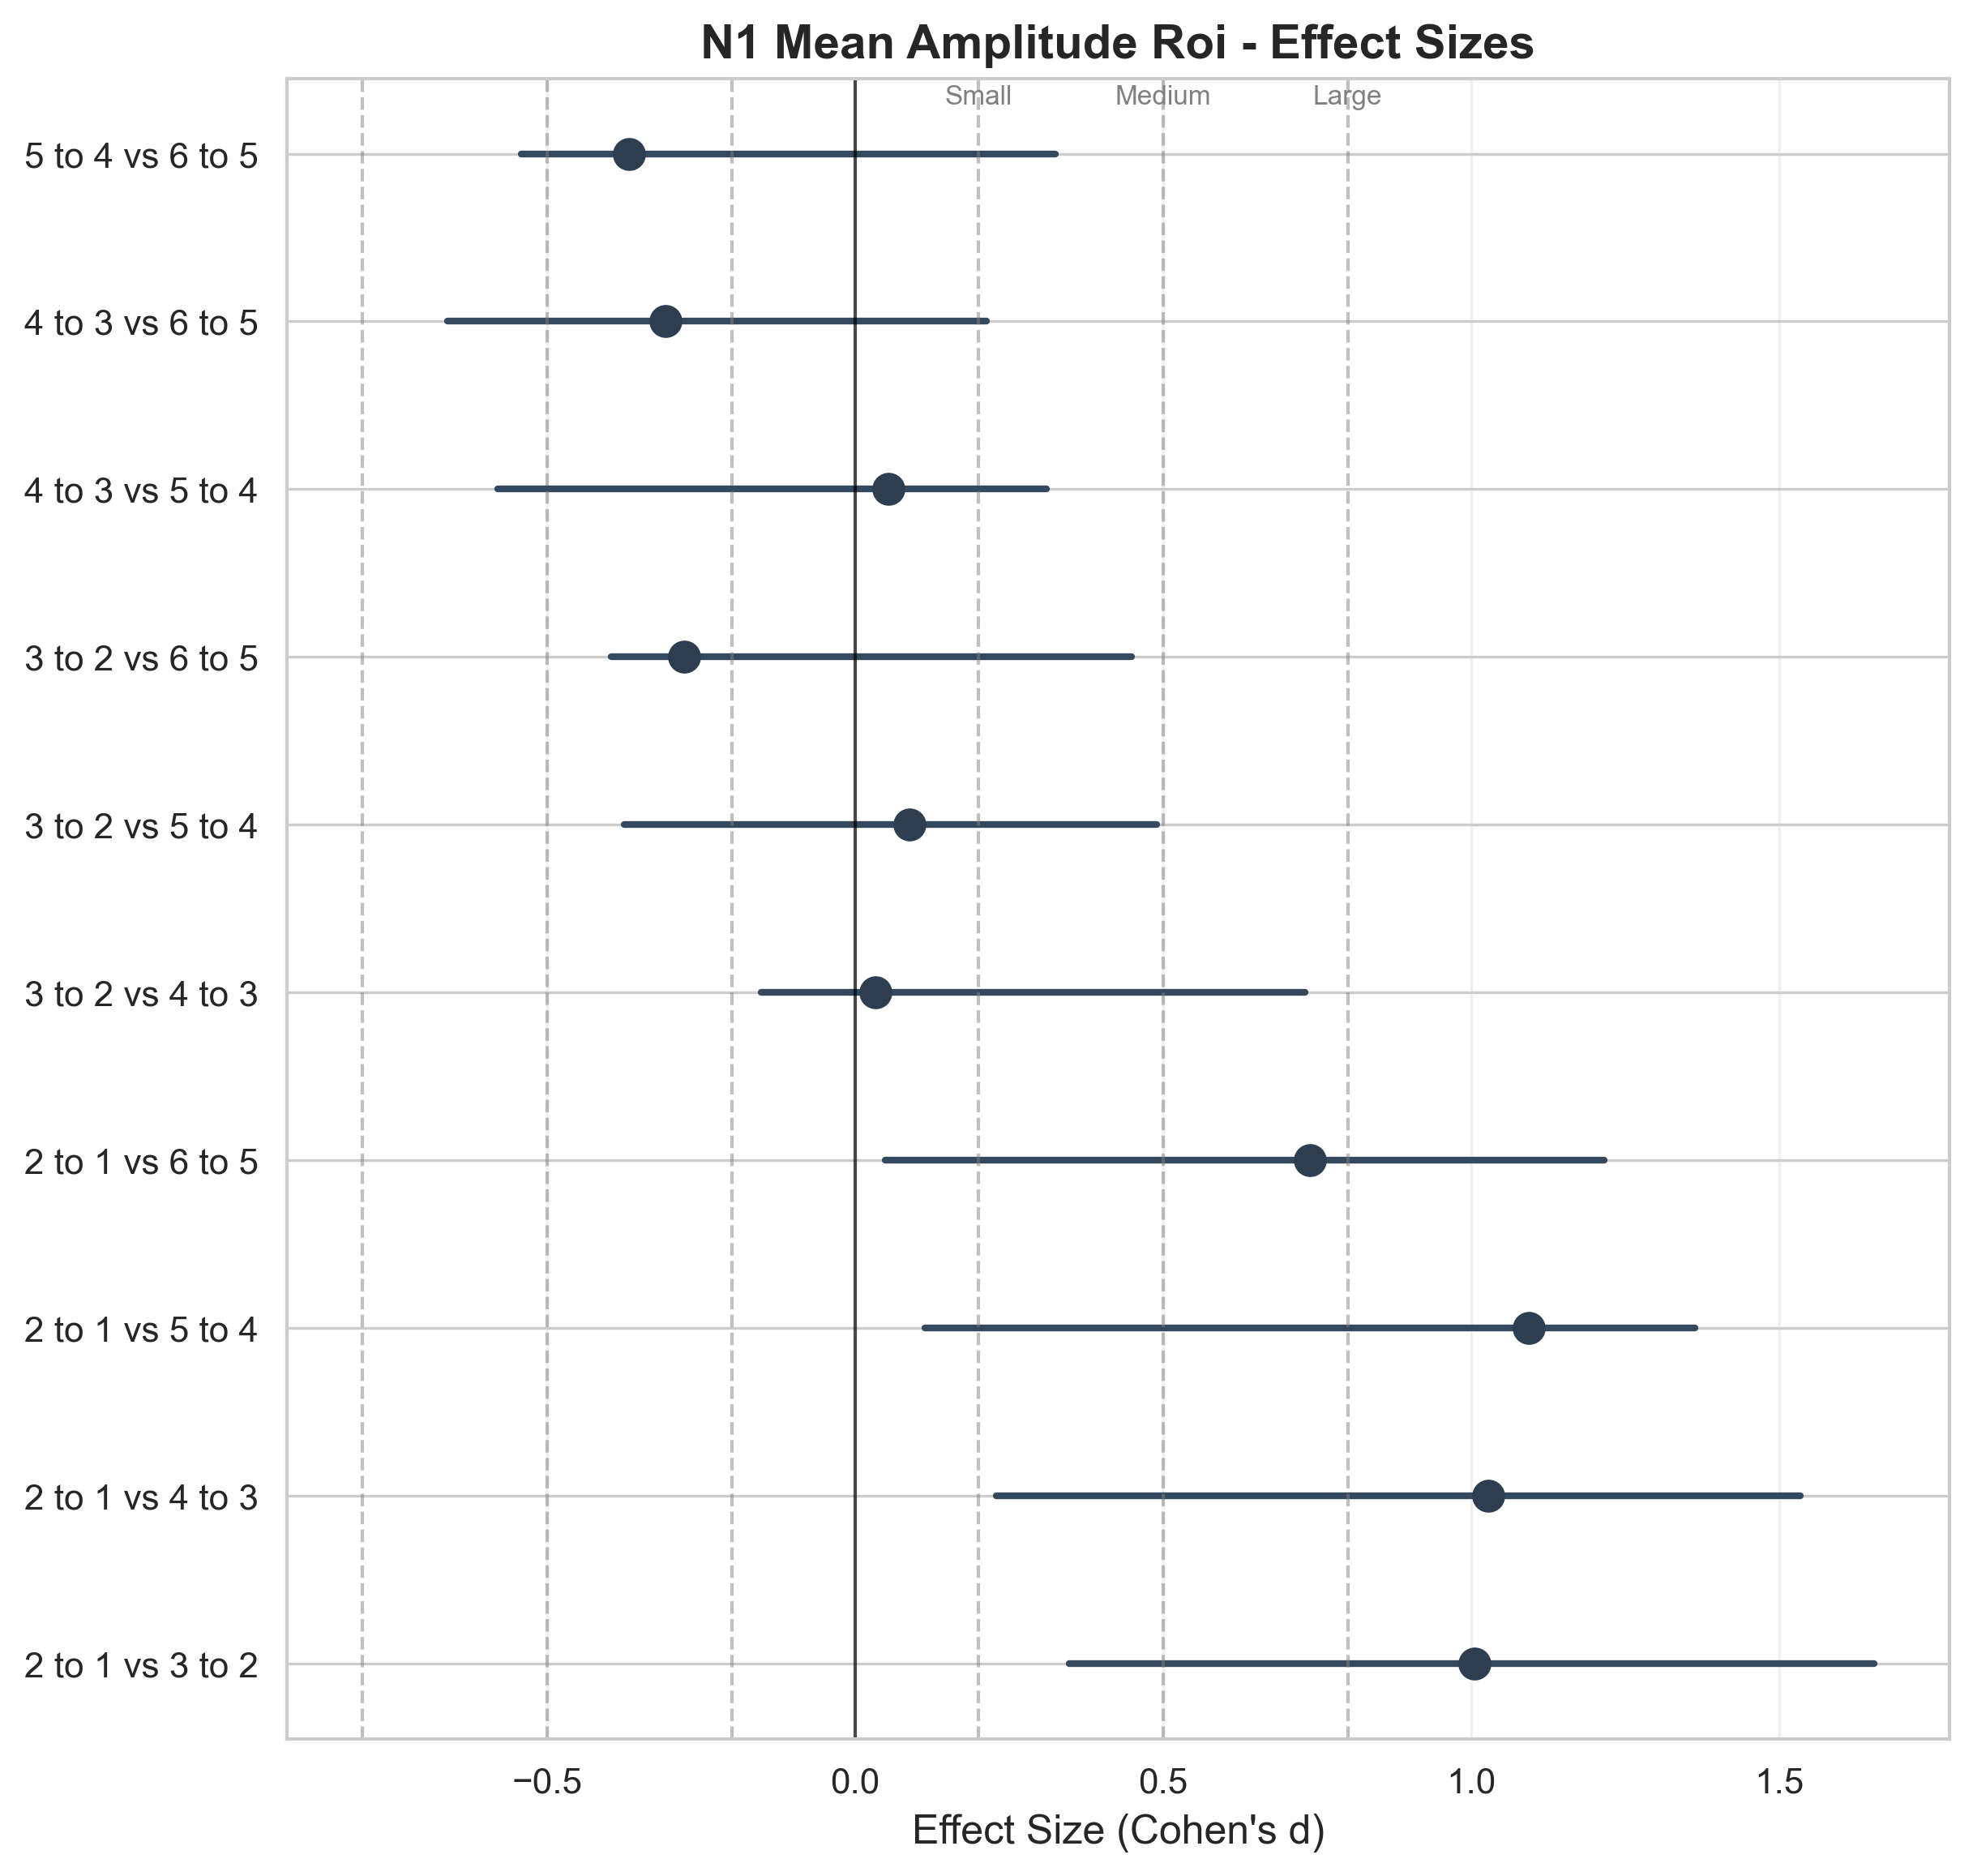 N1 Mean Amplitude Roi - Effect Sizes
Small Medium Large
5 to 4 vs 6 to 5
4 to 3 vs 6 to 5
4 to 3 vs 5 to 4
3 to 2 vs 6 to 5
3 to 2 vs 5 to 4
3 to 2 vs 4 to 3
2 to 1 vs 6 to 5
2 to 1 vs 5 to 4
2 to 1 vs 4 to 3
2 to 1 vs 3 to 2
−0.5 0.0 0.5 1.0 1.5
Effect Size (Cohen's d)